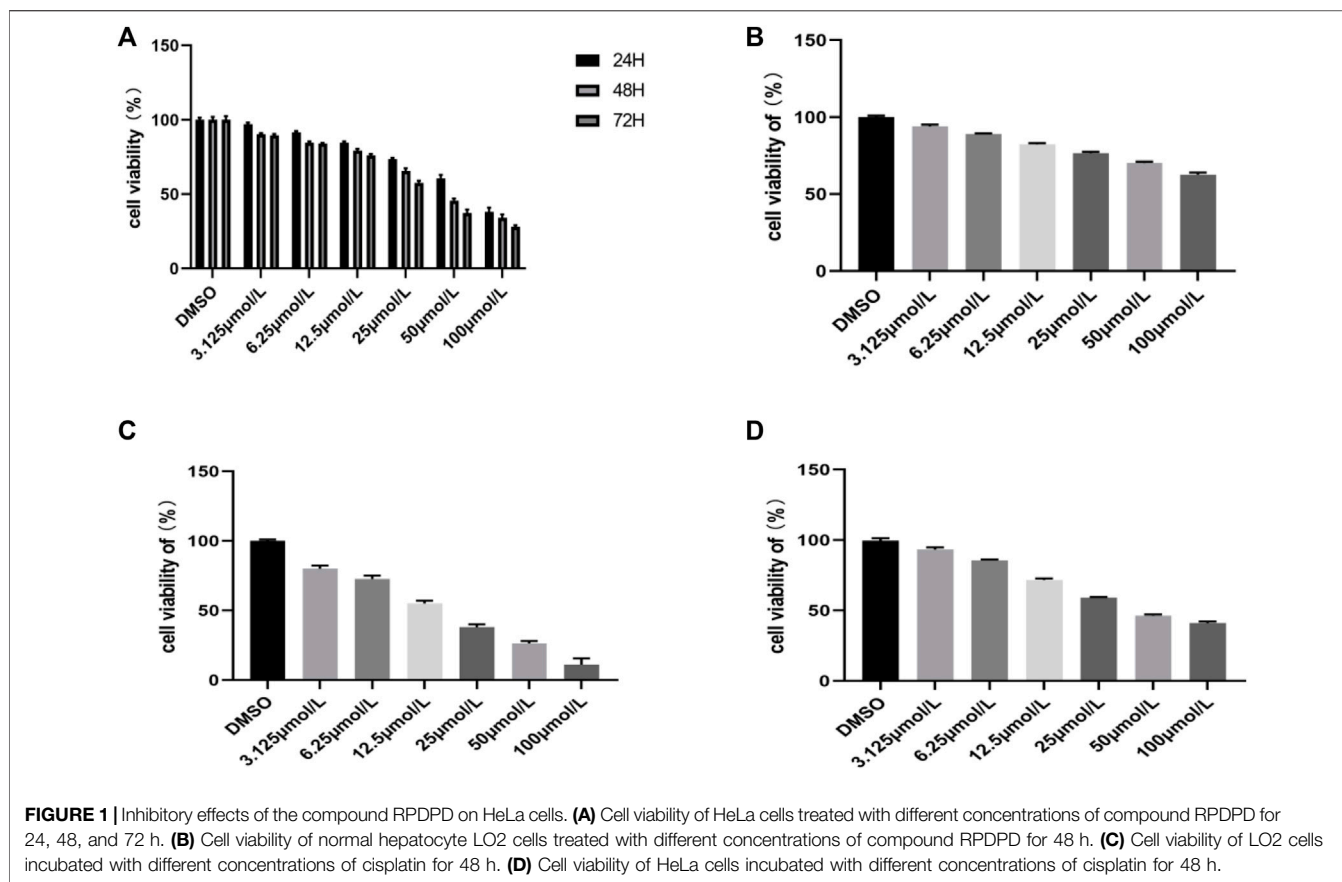 A
150
100
50
0
cell viability (%)
24H
48H
72H
DMSO
3.125µmol/L
6.25µmol/L
12.5µmol/L
25µmol/L
50µmol/L
100µmol/L
B
150
100
50
0
cell viability of（%）
DMSO
3.125µmol/L
6.25µmol/L
12.5µmol/L
25µmol/L
50µmol/L
100µmol/L
C
150
100
50
0
cell viability of（%）
DMSO
3.125µmol/L
6.25µmol/L
12.5µmol/L
25µmol/L
50µmol/L
100µmol/L
D
150
100
50
0
cell viability of（%）
DMSO
3.125µmol/L
6.25µmol/L
12.5µmol/L
25µmol/L
50µmol/L
100µmol/L
FIGURE 1 | Inhibitory effects of the compound RPDPD on HeLa cells. (A) Cell viability of HeLa cells treated with different concentrations of compound RPDPD for
24, 48, and 72 h. (B) Cell viability of normal hepatocyte LO2 cells treated with different concentrations of compound RPDPD for 48 h. (C) Cell viability of LO2 cells
incubated with different concentrations of cisplatin for 48 h. (D) Cell viability of HeLa cells incubated with different concentrations of cisplatin for 48 h.